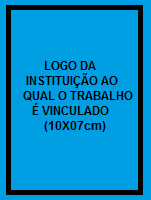 LOGO DA
INSTITUIÇÃO AO
QUAL O TRABALHO
É VINCULADO
(10X07cm)